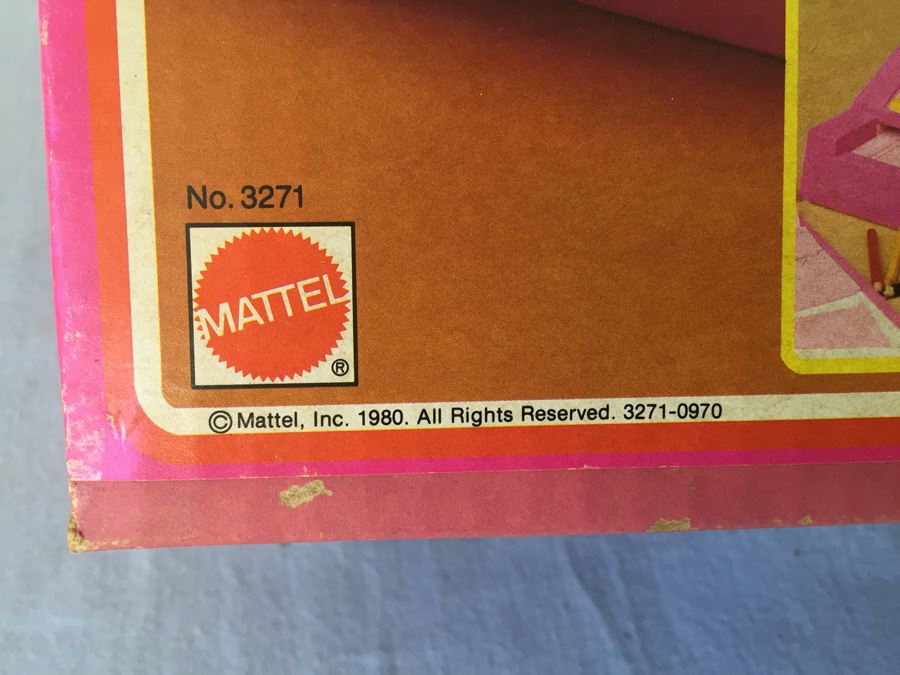 No. 3271
MATTEL
®
© Mattel, Inc. 1980. All Rights Reserved. 3271-0970